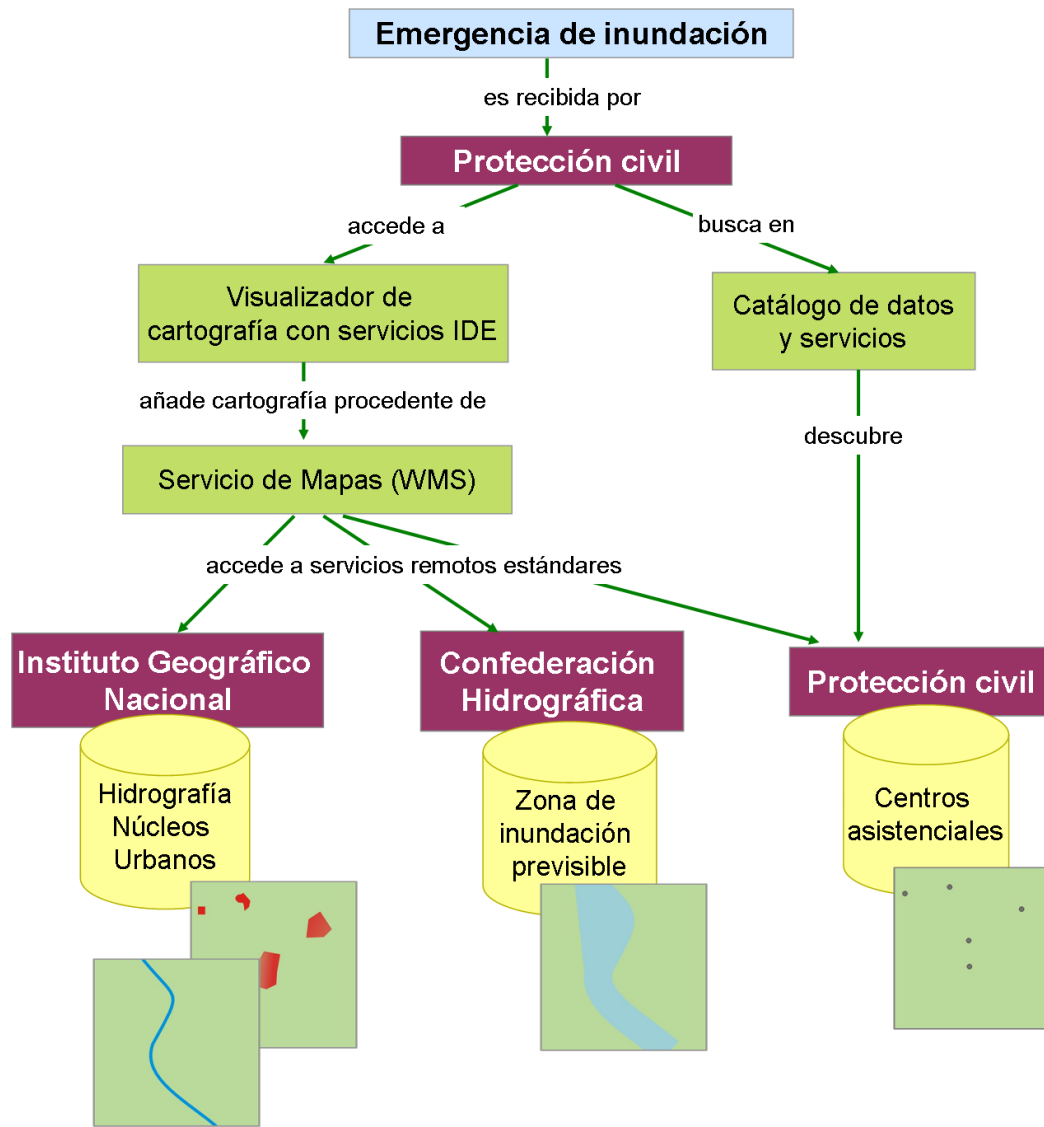 Emergencia de inundación
es recibida por
Protección civil
accede a
busca en
Visualizador de
cartografía con servicios IDE
Catálogo de datos
y servicios
añade cartografía procedente de
descubre
Servicio de Mapas (WMS)
accede a servicios remotos estándares
Instituto Geográfico
Nacional
Confederación
Hidrográfica
Protección civil
Hidrografía
Núcleos
Urbanos
Zona de
inundación
previsible
Centros
asistenciales